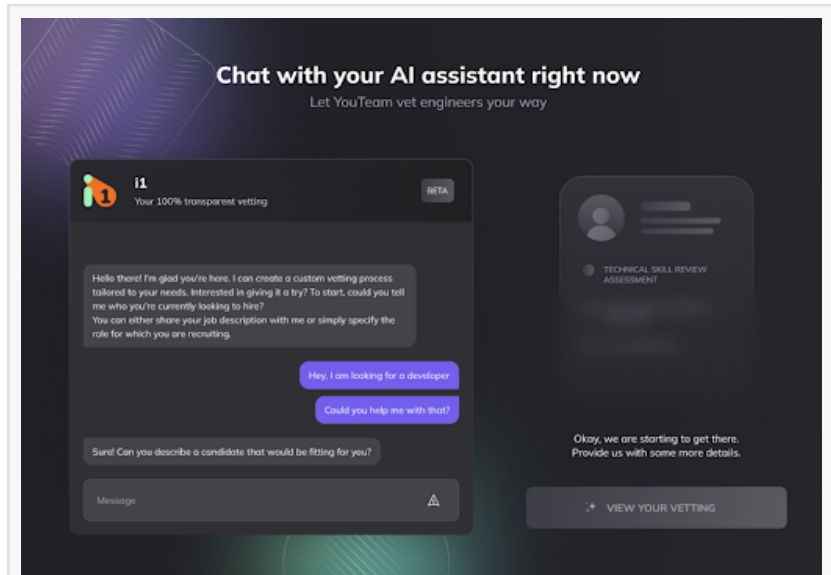 Chat with your AI assistant right now
Let YouTeam vet engineers your way
i1
i1
Your 100% transparent vetting
BETA
Hello there! I'm glad you're here. I can create a custom vetting process
tailored to your needs. Interested in giving it a try? To start, could you tell
me who you're currently looking to hire?
You can either share your job description with me or simply specify the
role for which you are recruiting.
Hey, I am looking for a developer
Could you help me with that?
Sure! Can you describe a candidate that would be fitting for you?
Message
TECHNICAL SKILL REVIEW
ASSESSMENT
Okay, we are starting to get there.
Provide us with some more details.
VIEW YOUR VETTING